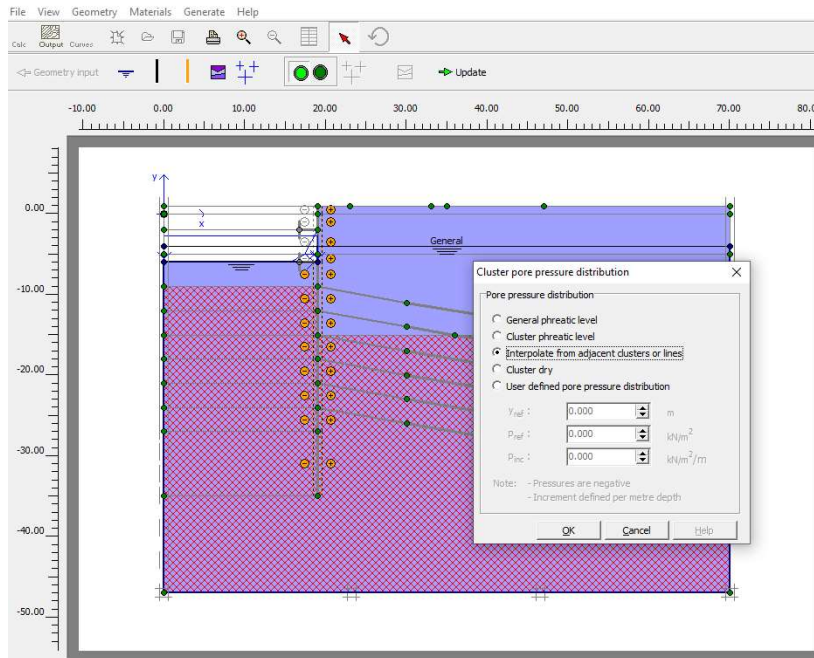 File View Geometry Materials Generate Help
Calc Output Curves
<= Geometry input Update
-10.00 0.00 10.00 20.00 30.00 40.00 50.00 60.00 70.00 80.0
y
0.00
x
General
Cluster pore pressure distribution
-10.00
Pore pressure distribution
General phreatic level
Cluster phreatic level
Interpolate from adjacent clusters or lines
Cluster dry
-20.00
User defined pore pressure distribution
yref : 0.000 m
pref : 0.000 kN/m²
pinc : 0.000 kN/m²/m
-30.00
Note: - Pressures are negative
- Increment defined per metre depth
OK Cancel Help
-40.00
-50.00